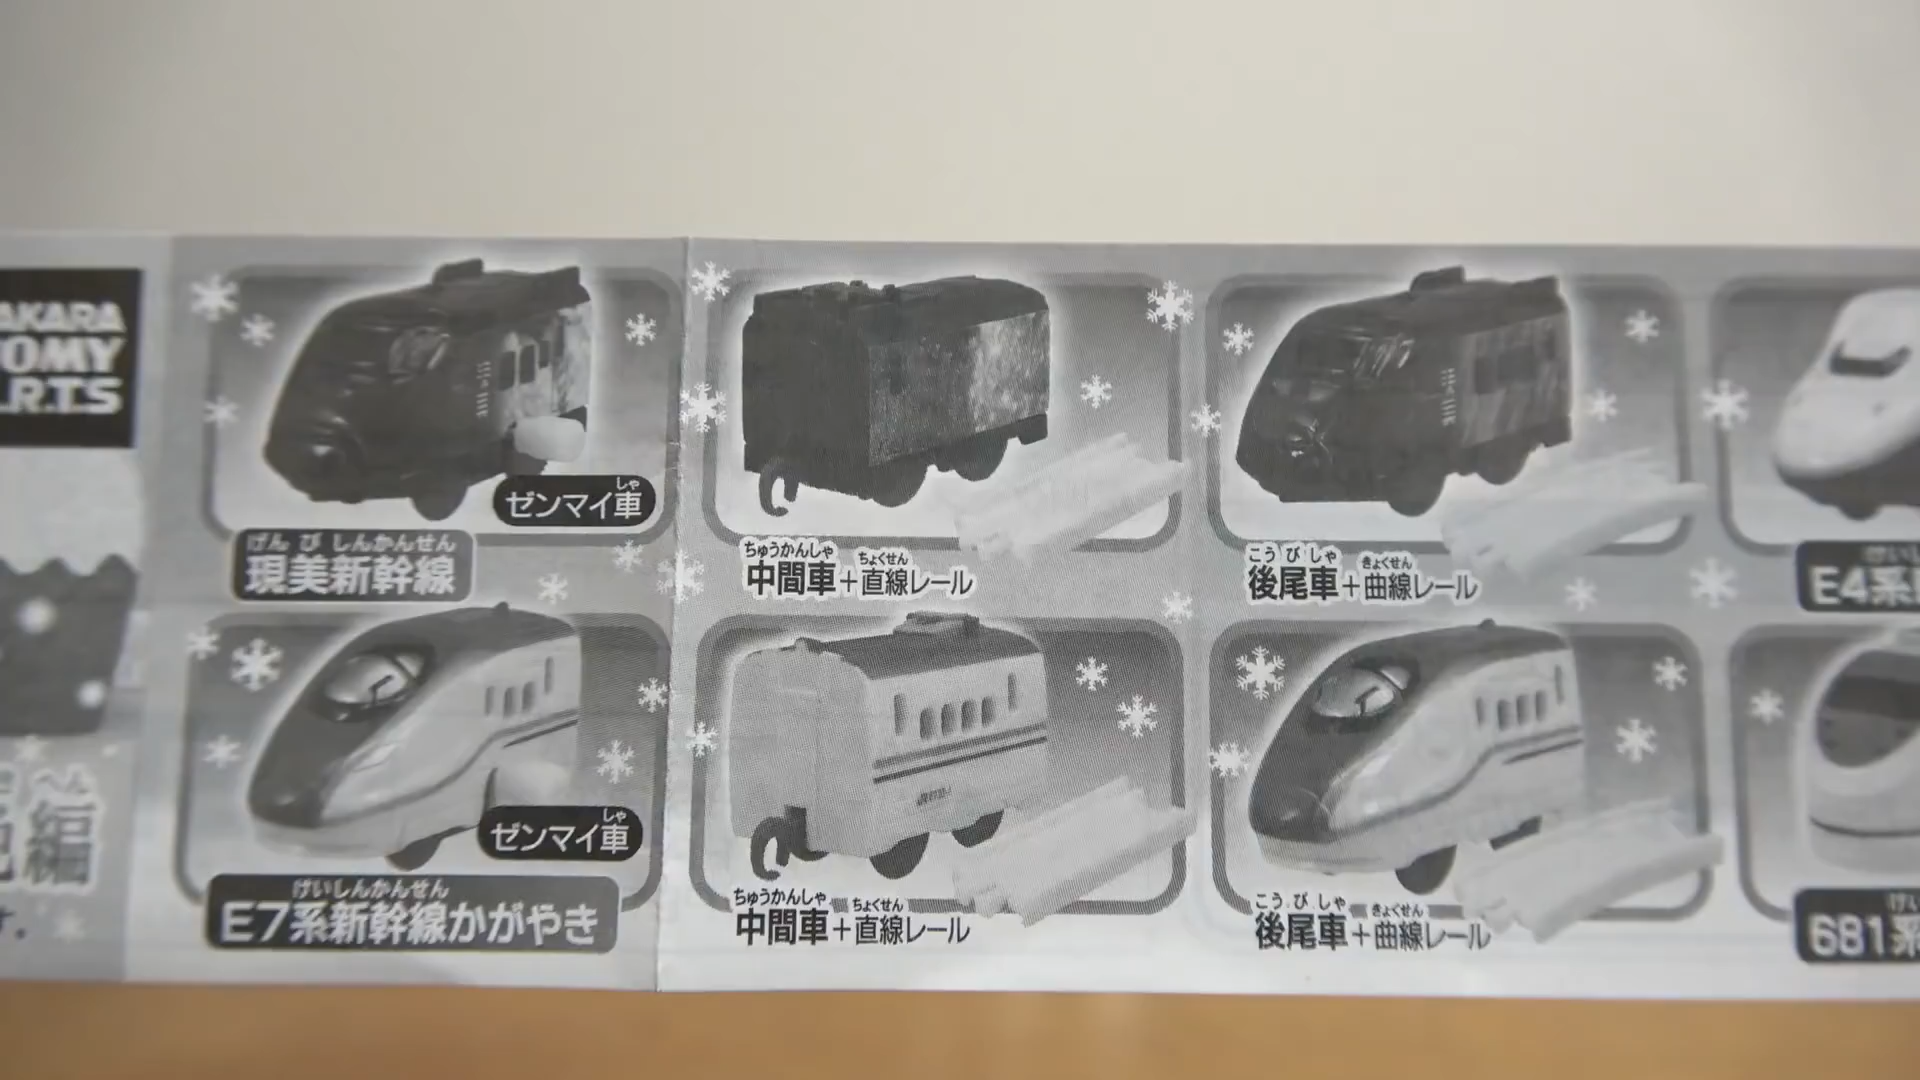 AKARA
TOMY
A.R.T.S
編
す.
ゼンマイ車
しゃ
げんびしんかんせん
現美新幹線
ちゅうかんしゃ ちょくせん
中間車+直線レール
こうびしゃ きょくせん
後尾車+曲線レール
E4系
ゼンマイ車
しゃ
けいしんかんせん
E7系新幹線かがやき
ちゅうかんしゃ ちょくせん
中間車+直線レール
こうびしゃ きょくせん
後尾車+曲線レール
681系